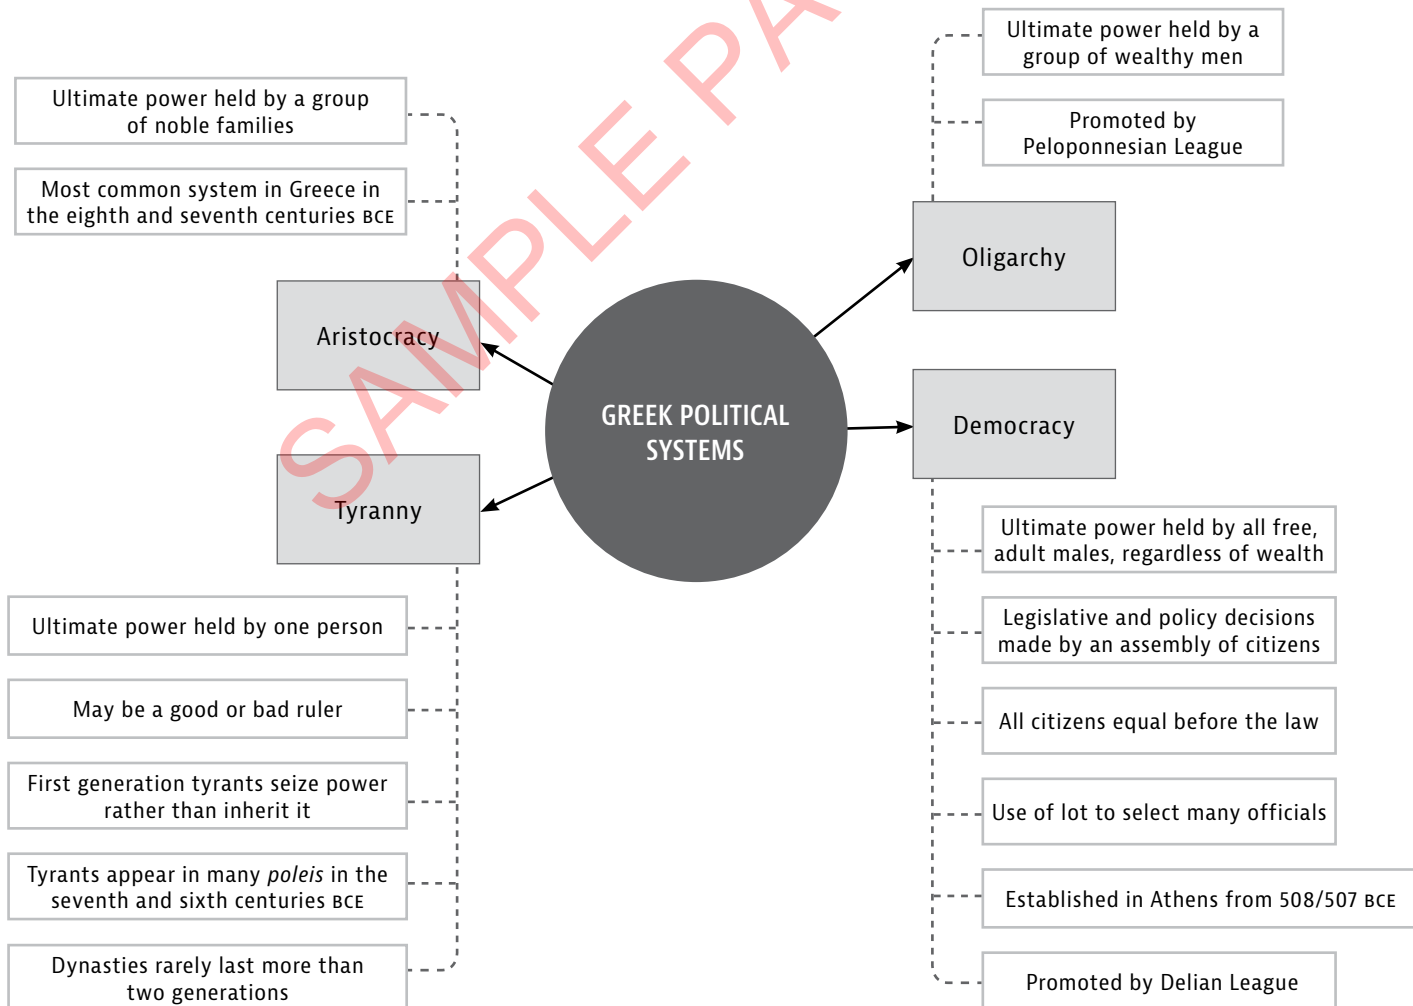 GREEK POLITICAL
SYSTEMS
Aristocracy
Ultimate power held by a group
of noble families
Most common system in Greece in
the eighth and seventh centuries BCE
Tyranny
Ultimate power held by one person
May be a good or bad ruler
First generation tyrants seize power
rather than inherit it
Tyrants appear in many poleis in the
seventh and sixth centuries BCE
Dynasties rarely last more than
two generations
Oligarchy
Ultimate power held by a
group of wealthy men
Promoted by
Peloponnesian League
Democracy
Ultimate power held by all free,
adult males, regardless of wealth
Legislative and policy decisions
made by an assembly of citizens
All citizens equal before the law
Use of lot to select many officials
Established in Athens from 508/507 BCE
Promoted by Delian League
SAMPLE PA